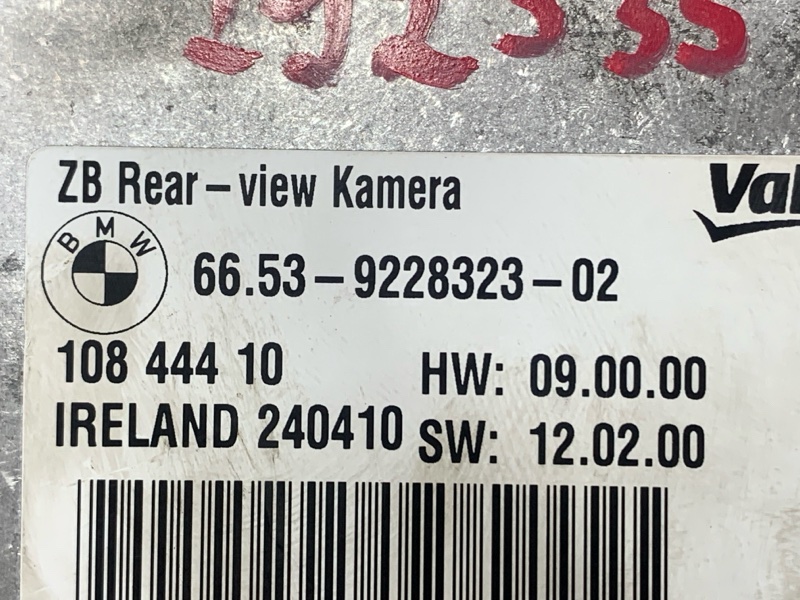 ZB Rear-view Kamera
Val
BMW
66.53-9228323-02
108 444 10
HW: 09.00.00
IRELAND 240410
SW: 12.02.00